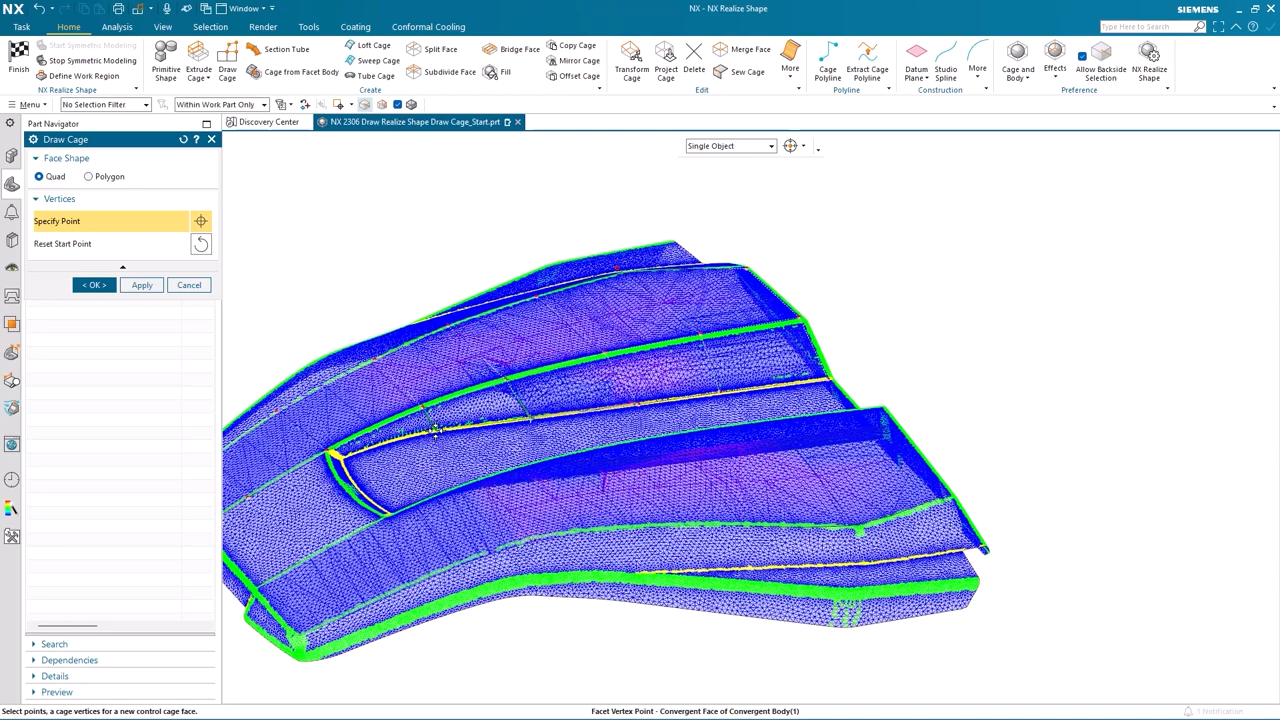 NX
Window
NX - NX Realize Shape
SIEMENS
Task
Home
Analysis
View
Selection
Render
Tools
Coating
Conformal Cooling
Type Here to Search
Finish
Start Symmetric Modeling
Stop Symmetric Modeling
Define Work Region
NX Realize Shape
Primitive
Shape
Extrude
Cage
Draw
Cage
Section Tube
Cage from Facet Body
Loft Cage
Sweep Cage
Tube Cage
Split Face
Subdivide Face
Bridge Face
Fill
Copy Cage
Mirror Cage
Offset Cage
Create
Transform
Cage
Project
Cage
Delete
Merge Face
Sew Cage
More
Edit
Cage
Polyline
Extract Cage
Polyline
Polyline
Datum
Plane
Studio
Spline
More
Construction
Cage and
Body
Effects
Allow Backside
Selection
NX Realize
Shape
Preference
Menu
No Selection Filter
Within Work Part Only
Part Navigator
Discovery Center
NX 2306 Draw Realize Shape Draw Cage_Start.prt
Draw Cage
Face Shape
Quad
Polygon
Vertices
Specify Point
Reset Start Point
< OK >
Apply
Cancel
Single Object
Search
Dependencies
Details
Preview
Select points, a cage vertices for a new control cage face.
Facet Vertex Point - Convergent Face of Convergent Body(1)
1 Notification